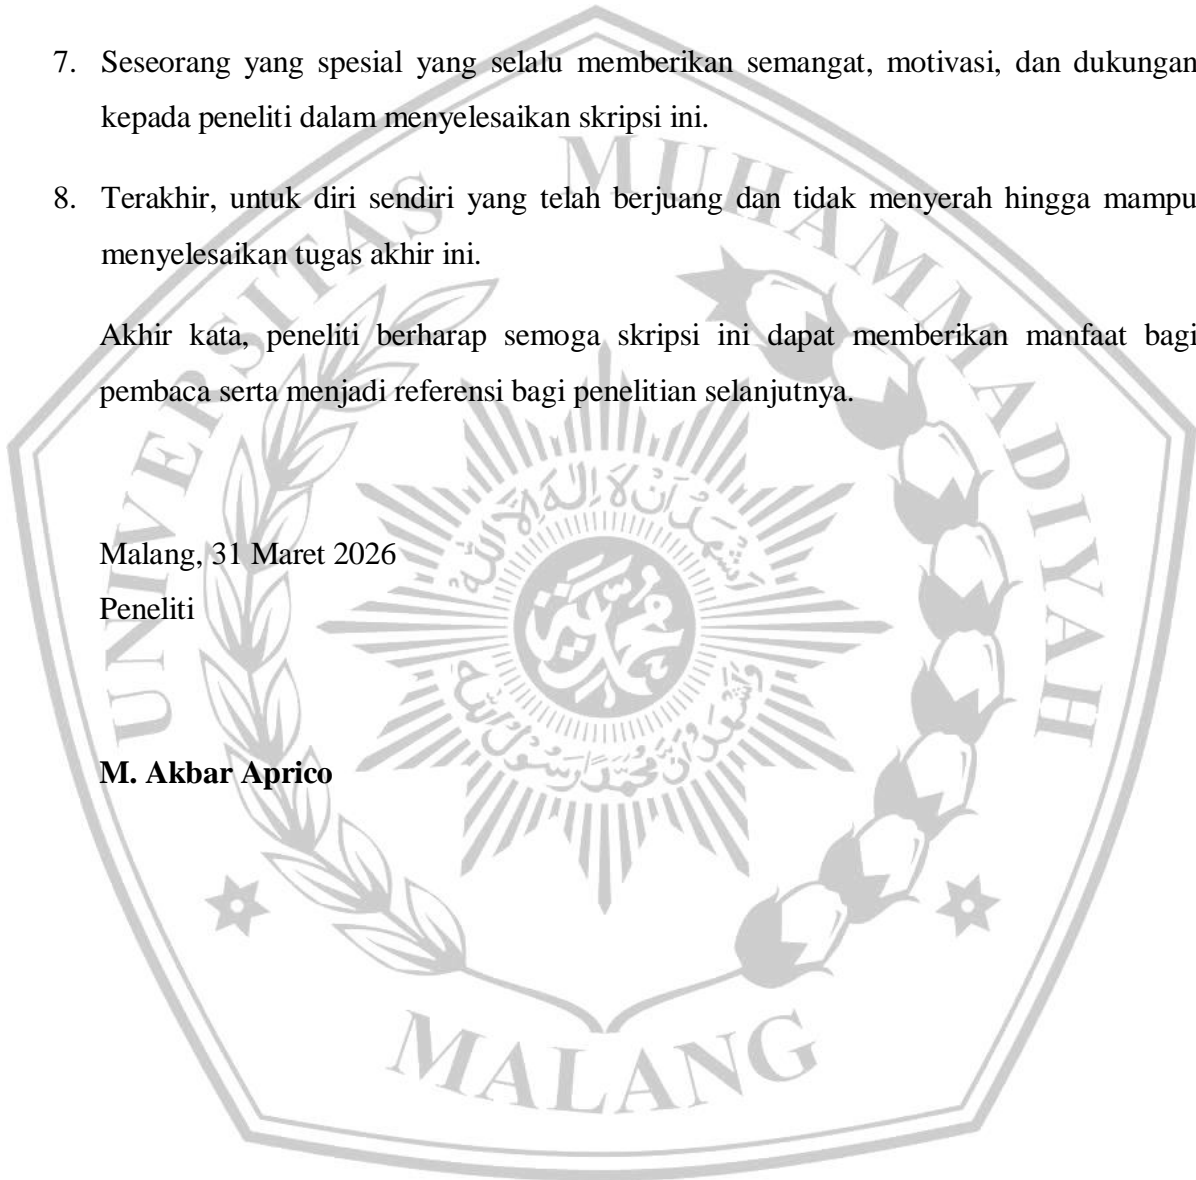 7. Seseorang yang spesial yang selalu memberikan semangat, motivasi, dan dukungan
kepada peneliti dalam menyelesaikan skripsi ini.
8. Terakhir, untuk diri sendiri yang telah berjuang dan tidak menyerah hingga mampu
menyelesaikan tugas akhir ini.
Akhir kata, peneliti berharap semoga skripsi ini dapat memberikan manfaat bagi
pembaca serta menjadi referensi bagi penelitian selanjutnya.
Malang, 31 Maret 2026
Peneliti
M. Akbar Aprico
UNIVERSITAS MUHAMMADIYAH
MALANG